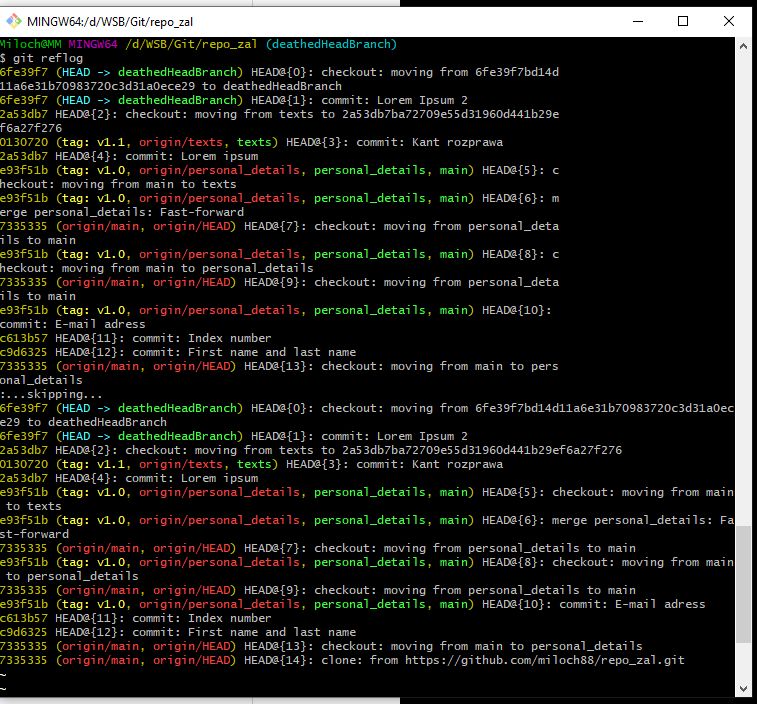 MINGW64:/d/WSB/Git/repo_zal
Miloch@MM MINGW64 /d/WSB/Git/repo_zal (deathedHeadBranch)
$ git reflog
6fe39f7 (HEAD -> deathedHeadBranch) HEAD@{0}: checkout: moving from 6fe39f7bd14d
11a6e31b70983720c3d31a0ece29 to deathedHeadBranch
6fe39f7 (HEAD -> deathedHeadBranch) HEAD@{1}: commit: Lorem Ipsum 2
2a53db7 HEAD@{2}: checkout: moving from texts to 2a53db7ba72709e55d31960d441b29e
f6a27f276
0130720 (tag: v1.1, origin/texts, texts) HEAD@{3}: commit: Kant rozprawa
2a53db7 HEAD@{4}: commit: Lorem ipsum
e93f51b (tag: v1.0, origin/personal_details, personal_details, main) HEAD@{5}: c
heckout: moving from main to texts
e93f51b (tag: v1.0, origin/personal_details, personal_details, main) HEAD@{6}: m
erge personal_details: Fast-forward
7335335 (origin/main, origin/HEAD) HEAD@{7}: checkout: moving from personal_deta
ils to main
e93f51b (tag: v1.0, origin/personal_details, personal_details, main) HEAD@{8}: c
heckout: moving from main to personal_details
7335335 (origin/main, origin/HEAD) HEAD@{9}: checkout: moving from personal_deta
ils to main
e93f51b (tag: v1.0, origin/personal_details, personal_details, main) HEAD@{10}:
commit: E-mail adress
c613b57 HEAD@{11}: commit: Index number
c9d6325 HEAD@{12}: commit: First name and last name
7335335 (origin/main, origin/HEAD) HEAD@{13}: checkout: moving from main to pers
onal_details
:...skipping...
6fe39f7 (HEAD -> deathedHeadBranch) HEAD@{0}: checkout: moving from 6fe39f7bd14d11a6e31b70983720c3d31a0ec
e29 to deathedHeadBranch
6fe39f7 (HEAD -> deathedHeadBranch) HEAD@{1}: commit: Lorem Ipsum 2
2a53db7 HEAD@{2}: checkout: moving from texts to 2a53db7ba72709e55d31960d441b29ef6a27f276
0130720 (tag: v1.1, origin/texts, texts) HEAD@{3}: commit: Kant rozprawa
2a53db7 HEAD@{4}: commit: Lorem ipsum
e93f51b (tag: v1.0, origin/personal_details, personal_details, main) HEAD@{5}: checkout: moving from main
 to texts
e93f51b (tag: v1.0, origin/personal_details, personal_details, main) HEAD@{6}: merge personal_details: Fa
st-forward
7335335 (origin/main, origin/HEAD) HEAD@{7}: checkout: moving from personal_details to main
e93f51b (tag: v1.0, origin/personal_details, personal_details, main) HEAD@{8}: checkout: moving from main
 to personal_details
7335335 (origin/main, origin/HEAD) HEAD@{9}: checkout: moving from personal_details to main
e93f51b (tag: v1.0, origin/personal_details, personal_details, main) HEAD@{10}: commit: E-mail adress
c613b57 HEAD@{11}: commit: Index number
c9d6325 HEAD@{12}: commit: First name and last name
7335335 (origin/main, origin/HEAD) HEAD@{13}: checkout: moving from main to personal_details
7335335 (origin/main, origin/HEAD) HEAD@{14}: clone: from https://github.com/miloch88/repo_zal.git
~
~